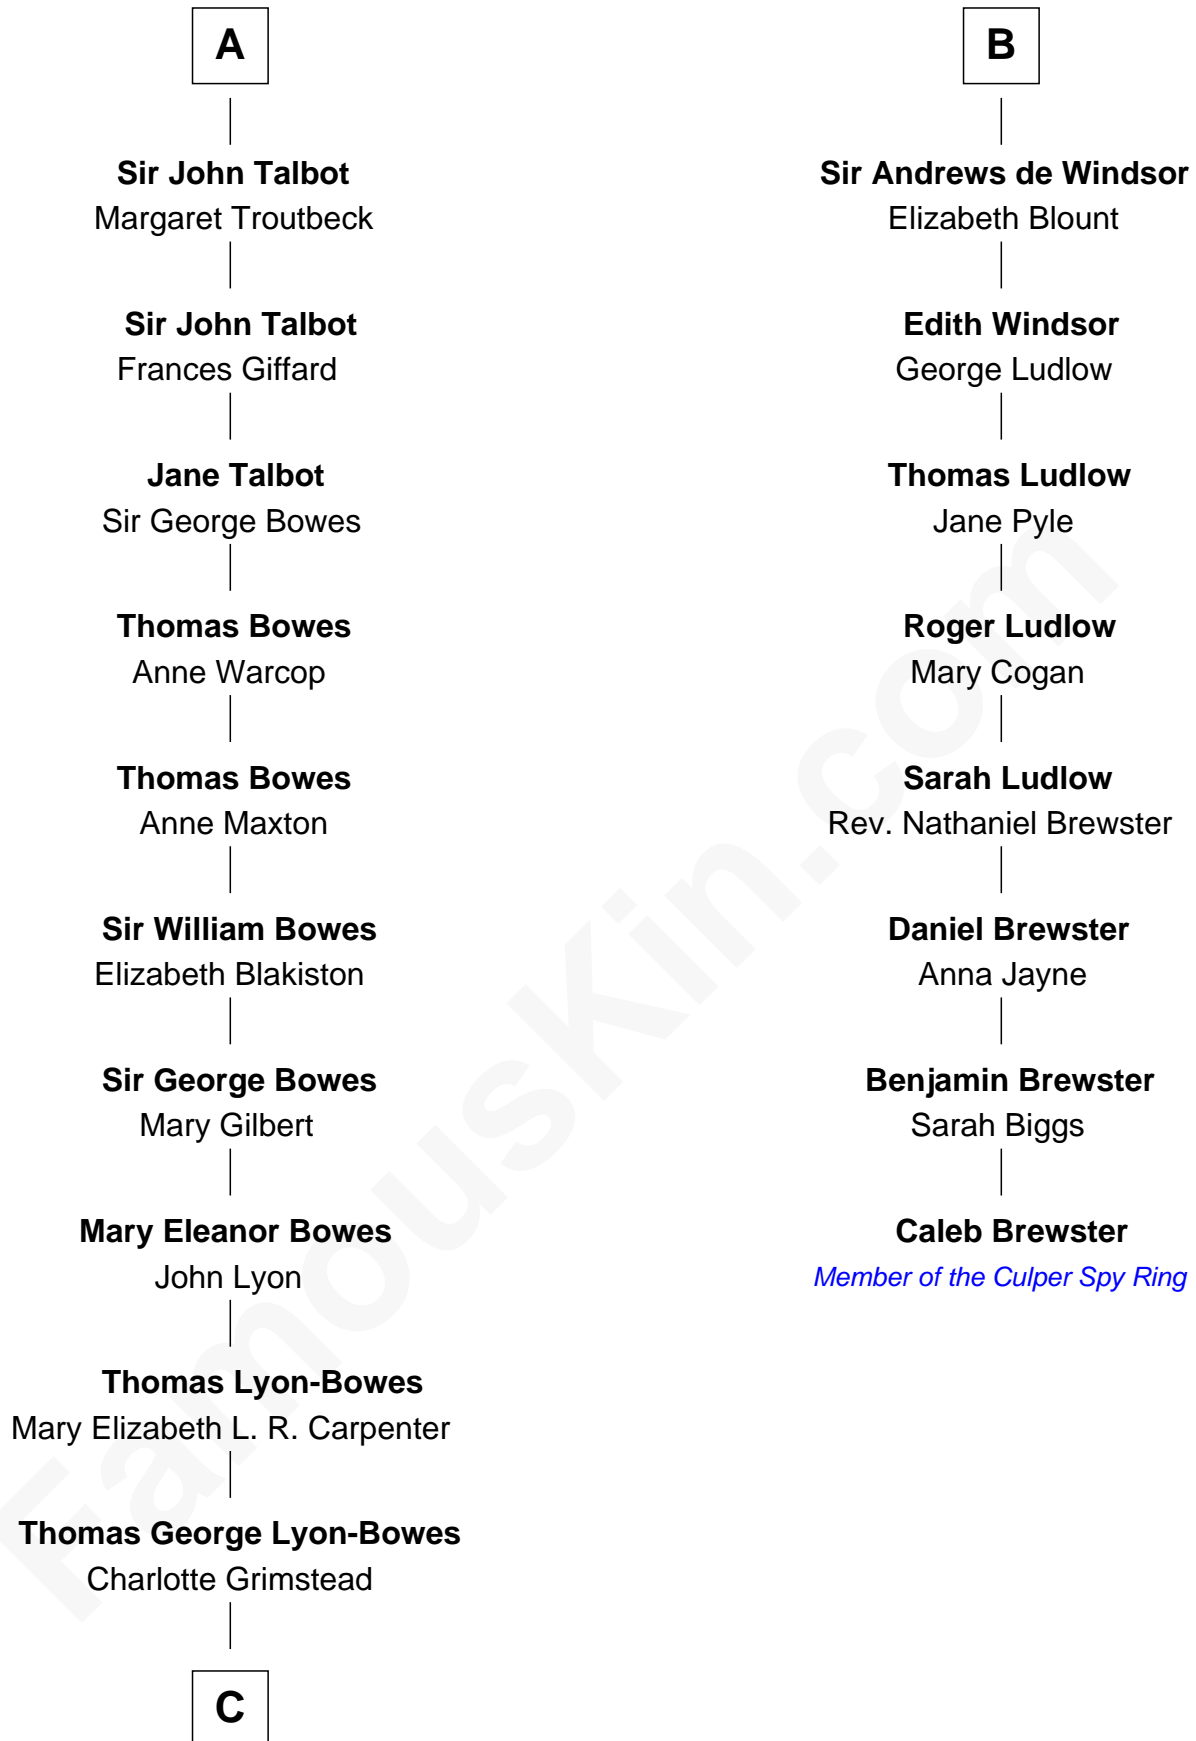 A
Sir John Talbot
Margaret Troutbeck
Sir John Talbot
Frances Giffard
Jane Talbot
Sir George Bowes
Thomas Bowes
Anne Warcop
Thomas Bowes
Anne Maxton
Sir William Bowes
Elizabeth Blakiston
Sir George Bowes
Mary Gilbert
Mary Eleanor Bowes
John Lyon
Thomas Lyon-Bowes
Mary Elizabeth L. R. Carpenter
Thomas George Lyon-Bowes
Charlotte Grimstead
C
B
Sir Andrews de Windsor
Elizabeth Blount
Edith Windsor
George Ludlow
Thomas Ludlow
Jane Pyle
Roger Ludlow
Mary Cogan
Sarah Ludlow
Rev. Nathaniel Brewster
Daniel Brewster
Anna Jayne
Benjamin Brewster
Sarah Biggs
Caleb Brewster
Member of the Culper Spy Ring
FamousKin.com